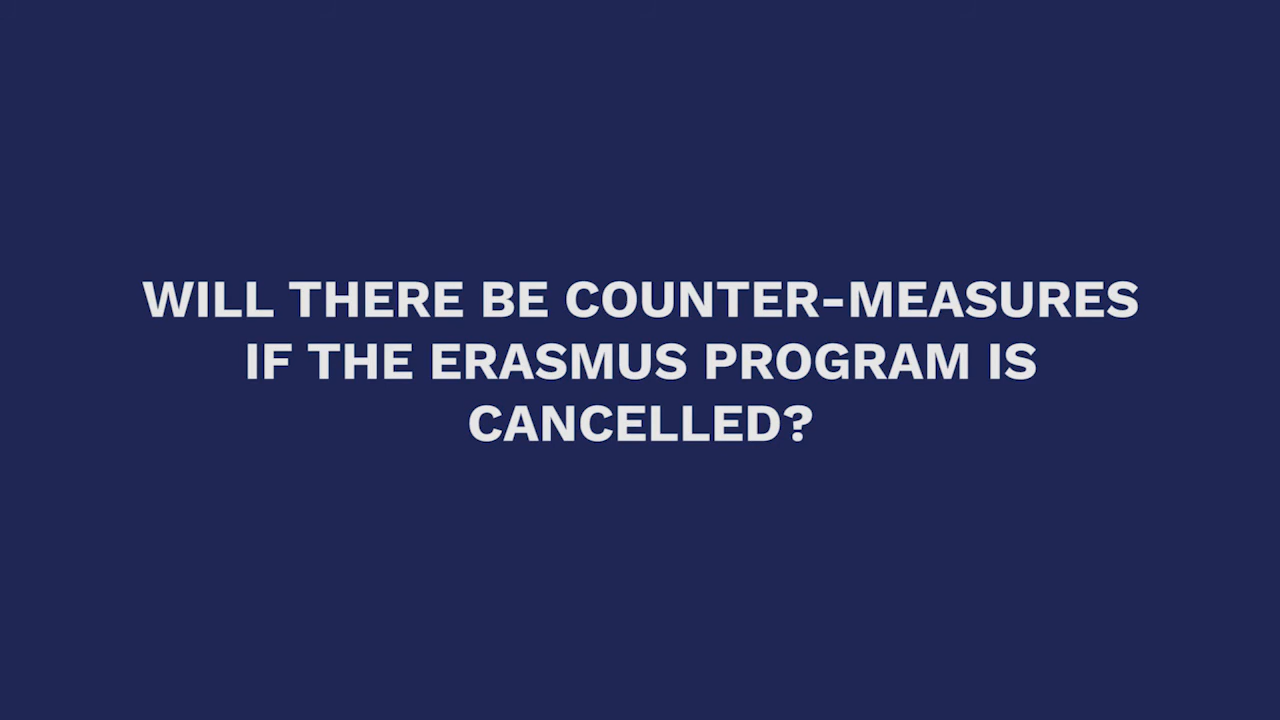 WILL THERE BE COUNTER-MEASURES
IF THE ERASMUS PROGRAM IS
CANCELLED?